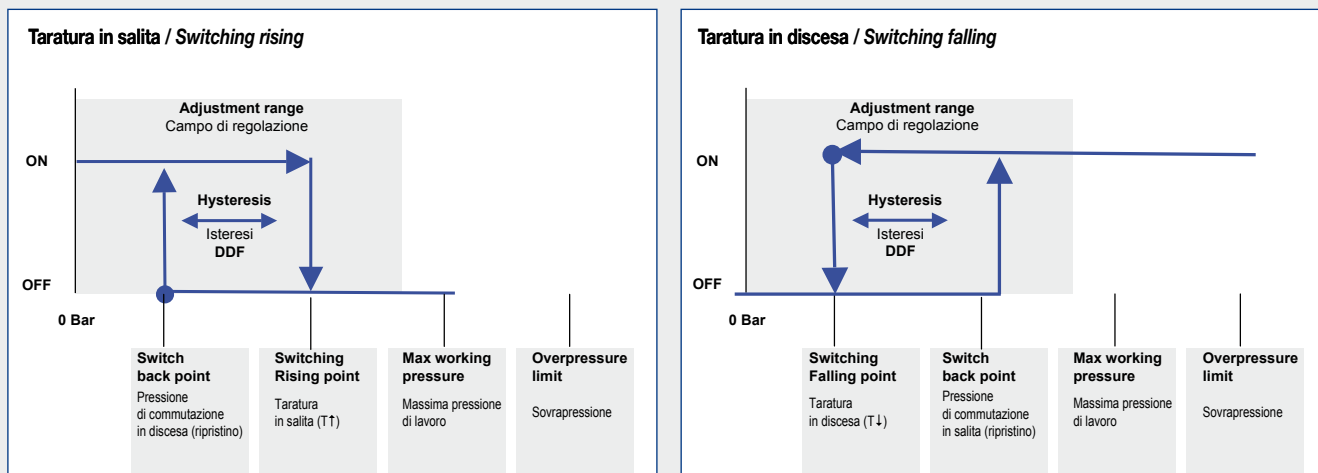 Taratura in salita / Switching rising
Adjustment range
Campo di regolazione
ON
Hysteresis
Isteresi
DDF
OFF
0 Bar
Switch
back point
Pressione
di commutazione
in discesa (ripristino)
Switching
Rising point
Taratura
in salita (T↑)
Max working
pressure
Massima pressione
di lavoro
Overpressure
limit
Sovrapressione
Taratura in discesa / Switching falling
Adjustment range
Campo di regolazione
ON
Hysteresis
Isteresi
DDF
OFF
0 Bar
Switching
Falling point
Taratura
in discesa (T↓)
Switch
back point
Pressione
di commutazione
in salita (ripristino)
Max working
pressure
Massima pressione
di lavoro
Overpressure
limit
Sovrapressione